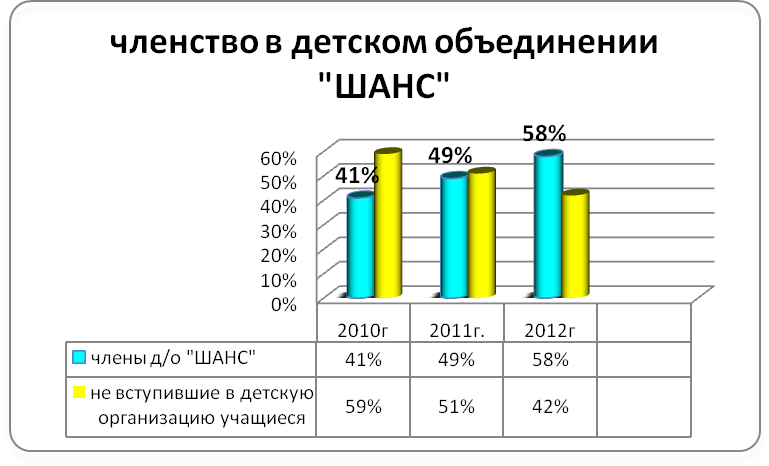 членство в детском объединении
"ШАНС"
58%
49%
41%
60%
50%
40%
30%
20%
10%
0%
2010г 2011г. 2012г
члены д/о "ШАНС" 41% 49% 58%
не вступившие в детскую
организацию учащиеся 59% 51% 42%